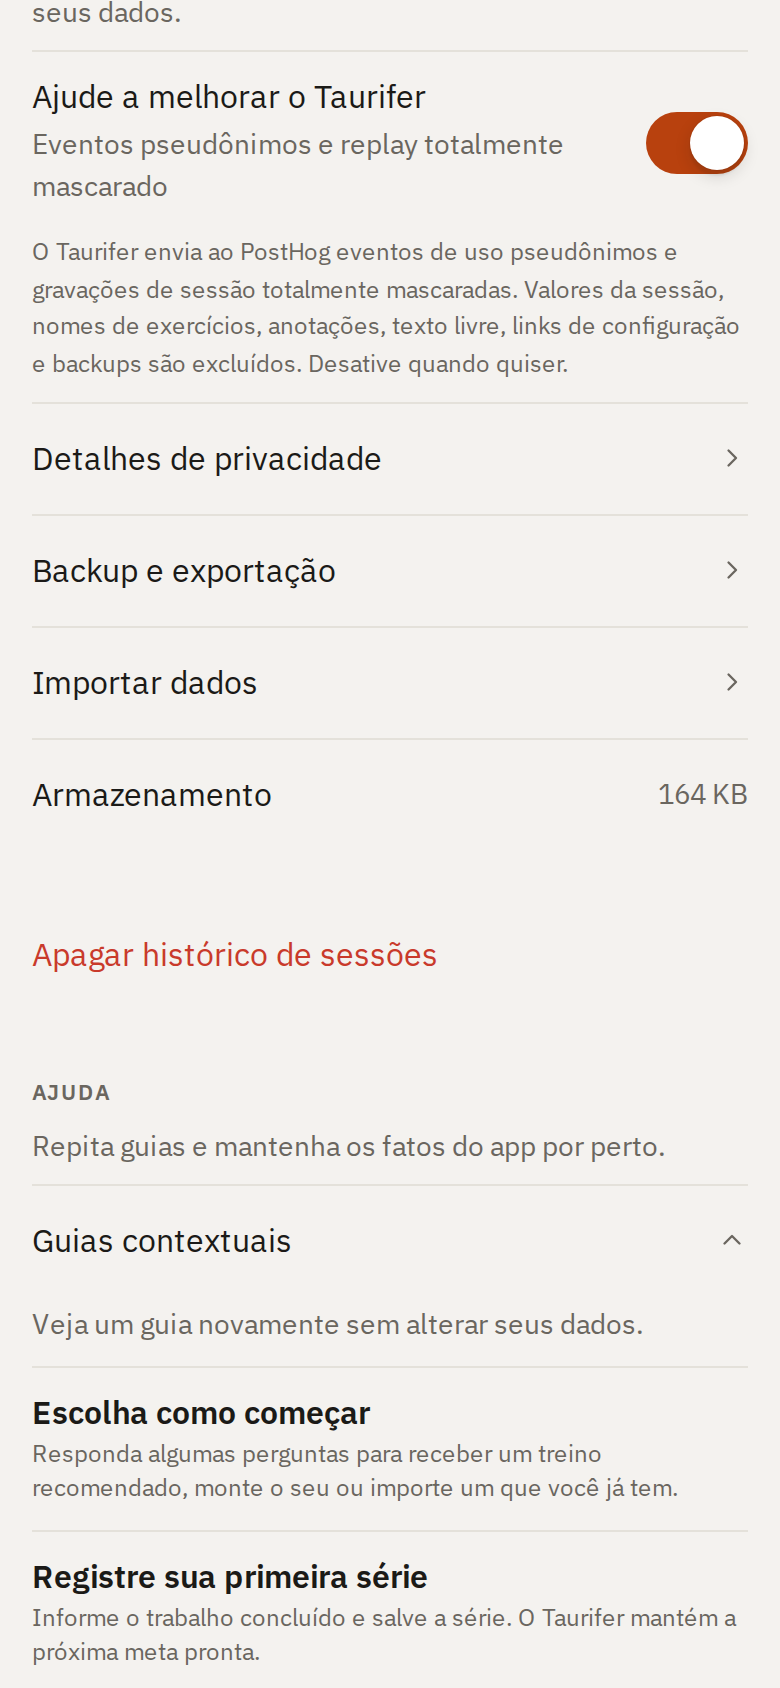 seus dados.
Ajude a melhorar o Taurifer
Eventos pseudônimos e replay totalmente
mascarado
O Taurifer envia ao PostHog eventos de uso pseudônimos e
gravações de sessão totalmente mascaradas. Valores da sessão,
nomes de exercícios, anotações, texto livre, links de configuração
e backups são excluídos. Desative quando quiser.
Detalhes de privacidade
Backup e exportação
Importar dados
Armazenamento
164 KB
Apagar histórico de sessões
AJUDA
Repita guias e mantenha os fatos do app por perto.
Guias contextuais
Veja um guia novamente sem alterar seus dados.
Escolha como começar
Responda algumas perguntas para receber um treino
recomendado, monte o seu ou importe um que você já tem.
Registre sua primeira série
Informe o trabalho concluído e salve a série. O Taurifer mantém a
próxima meta pronta.